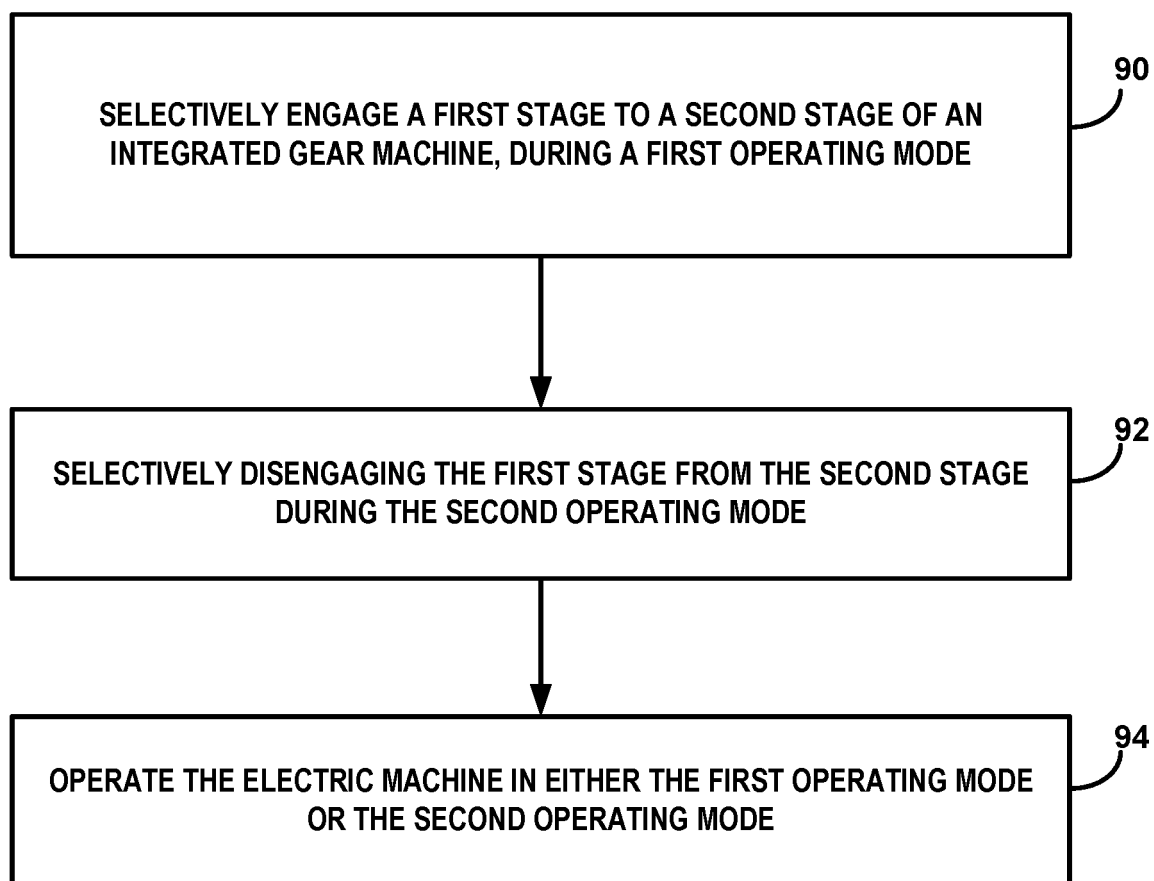 90
SELECTIVELY ENGAGE A FIRST STAGE TO A SECOND STAGE OF AN
INTEGRATED GEAR MACHINE, DURING A FIRST OPERATING MODE
92
SELECTIVELY DISENGAGING THE FIRST STAGE FROM THE SECOND STAGE
DURING THE SECOND OPERATING MODE
94
OPERATE THE ELECTRIC MACHINE IN EITHER THE FIRST OPERATING MODE
OR THE SECOND OPERATING MODE